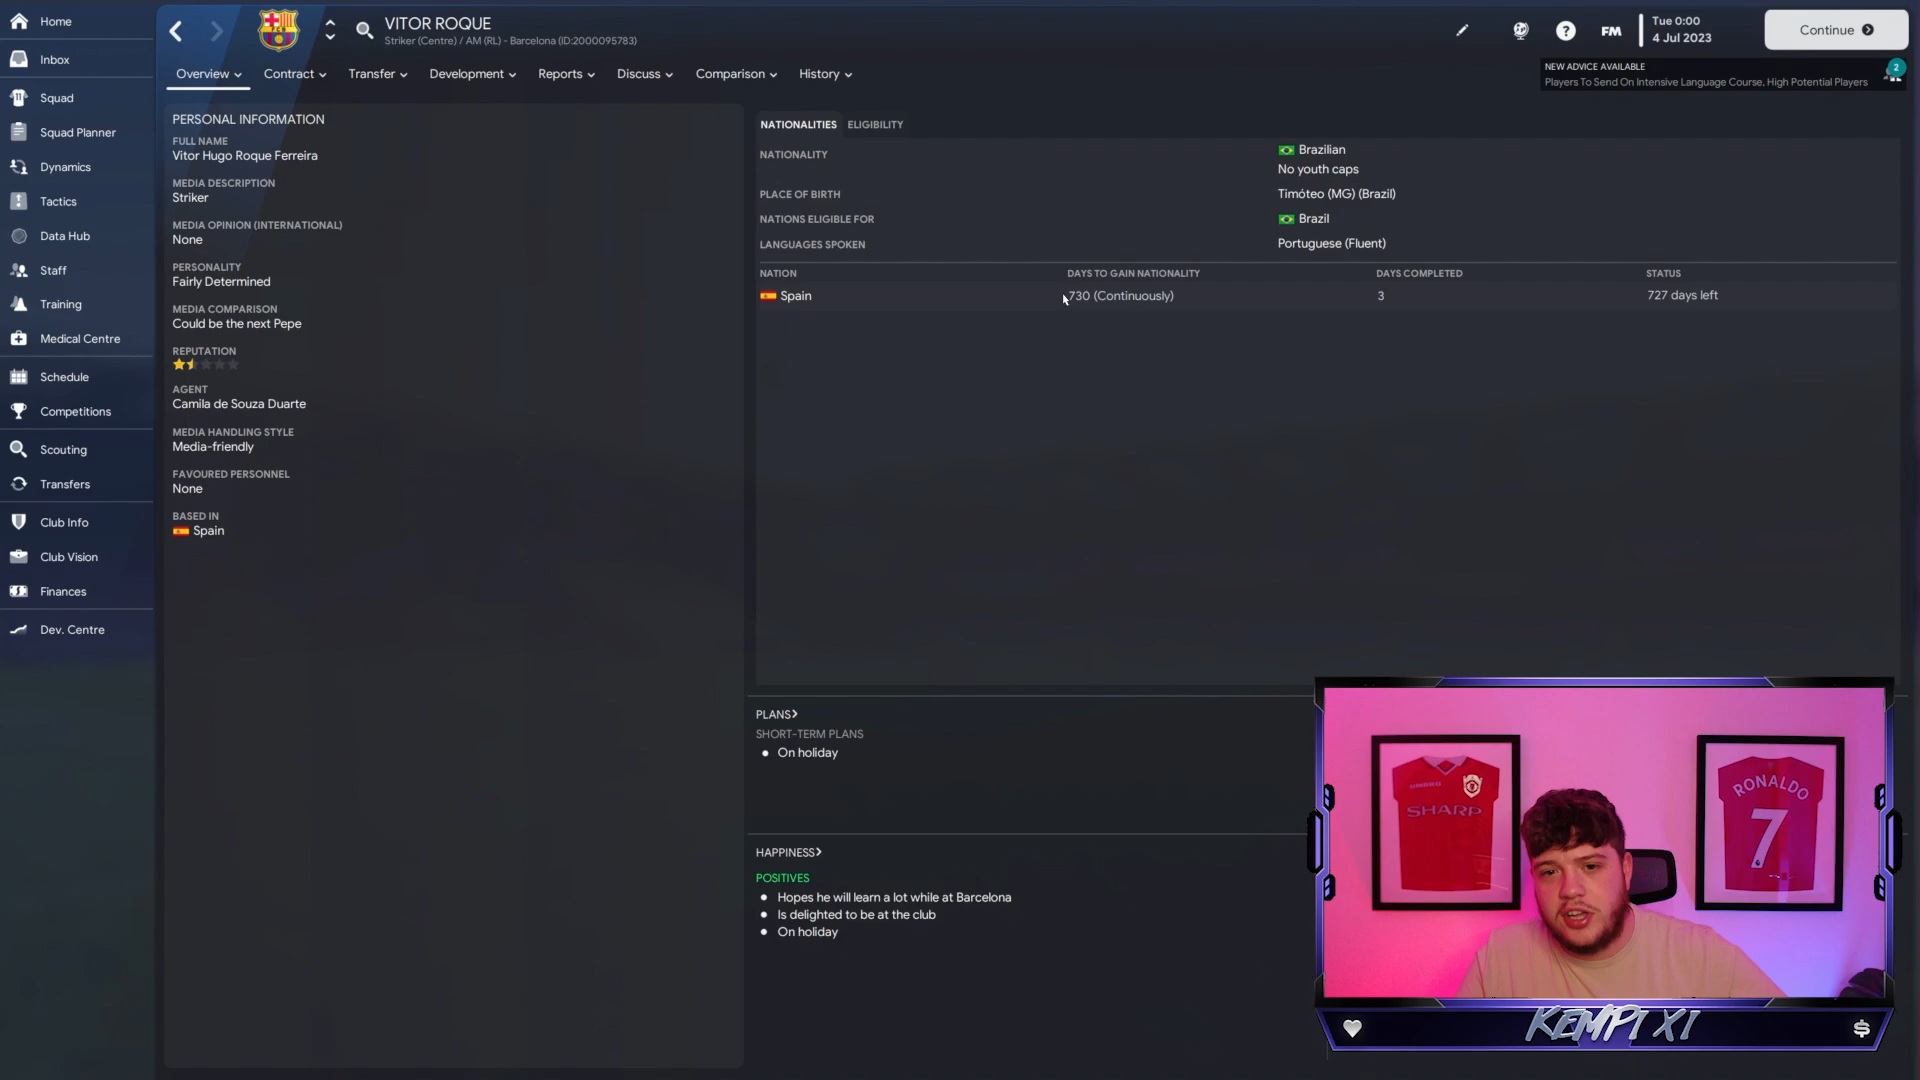 Home
Inbox
Squad
Squad Planner
Dynamics
Tactics
Data Hub
Staff
Training
Medical Centre
Schedule
Competitions
Scouting
Transfers
Club Info
Club Vision
Finances
Dev. Centre
VITOR ROQUE
Striker (Centre) / AM (RL) - Barcelona (ID:2000095783)
FM
Tue 0:00
4 Jul 2023
Continue
Overview
Contract
Transfer
Development
Reports
Discuss
Comparison
History
NEW ADVICE AVAILABLE
Players To Send On Intensive Language Course, High Potential Players
2
PERSONAL INFORMATION
FULL NAME
Vitor Hugo Roque Ferreira
MEDIA DESCRIPTION
Striker
MEDIA OPINION (INTERNATIONAL)
None
PERSONALITY
Fairly Determined
MEDIA COMPARISON
Could be the next Pepe
REPUTATION
AGENT
Camila de Souza Duarte
MEDIA HANDLING STYLE
Media-friendly
FAVOURED PERSONNEL
None
BASED IN
Spain
NATIONALITIES ELIGIBILITY
NATIONALITY Brazilian
No youth caps
PLACE OF BIRTH Timóteo (MG) (Brazil)
NATIONS ELIGIBLE FOR Brazil
LANGUAGES SPOKEN Portuguese (Fluent)
NATION DAYS TO GAIN NATIONALITY DAYS COMPLETED STATUS
Spain 730 (Continuously) 3 727 days left
PLANS
SHORT-TERM PLANS
On holiday
HAPPINESS
POSITIVES
Hopes he will learn a lot while at Barcelona
Is delighted to be at the club
On holiday
UMBRO
SHARP
RONALDO
7
KEMPI XI